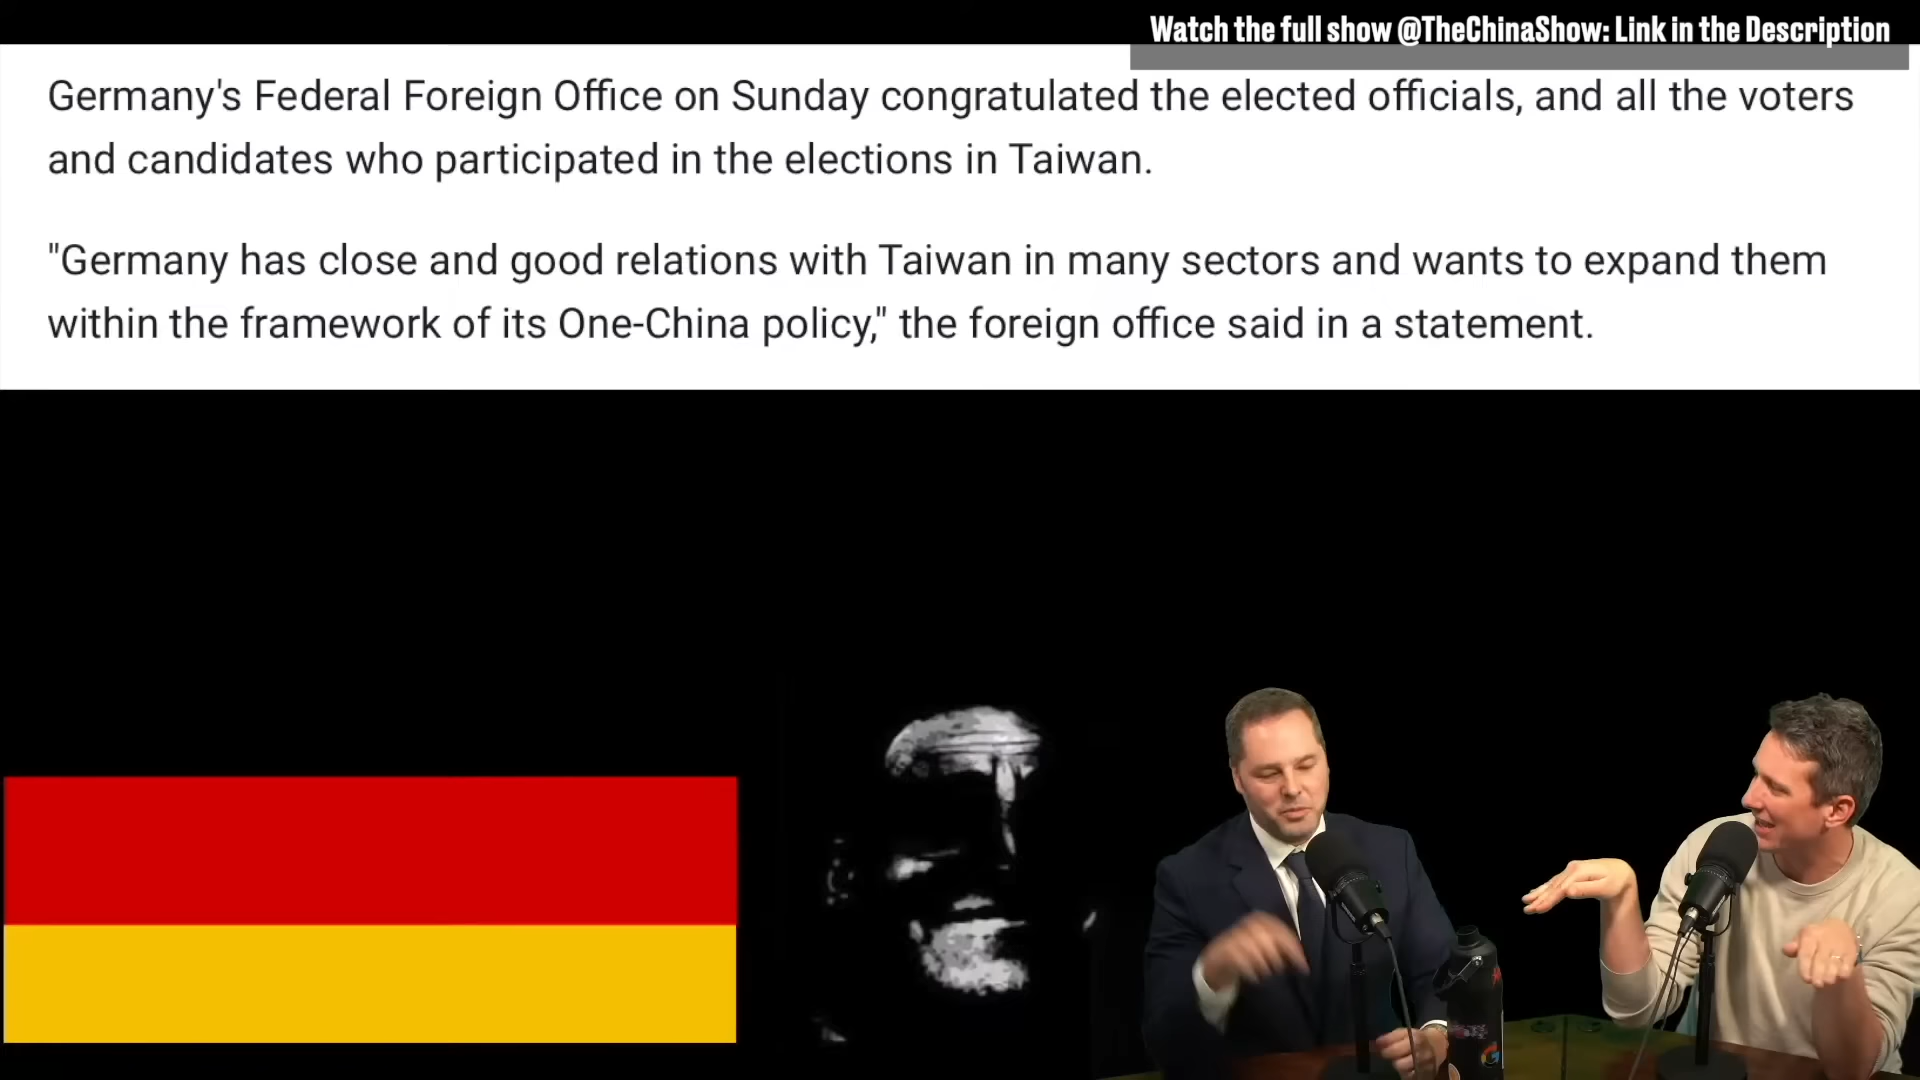 Watch the full show @TheChinaShow: Link in the Description
Germany's Federal Foreign Office on Sunday congratulated the elected officials, and all the voters
and candidates who participated in the elections in Taiwan.
"Germany has close and good relations with Taiwan in many sectors and wants to expand them
within the framework of its One-China policy," the foreign office said in a statement.